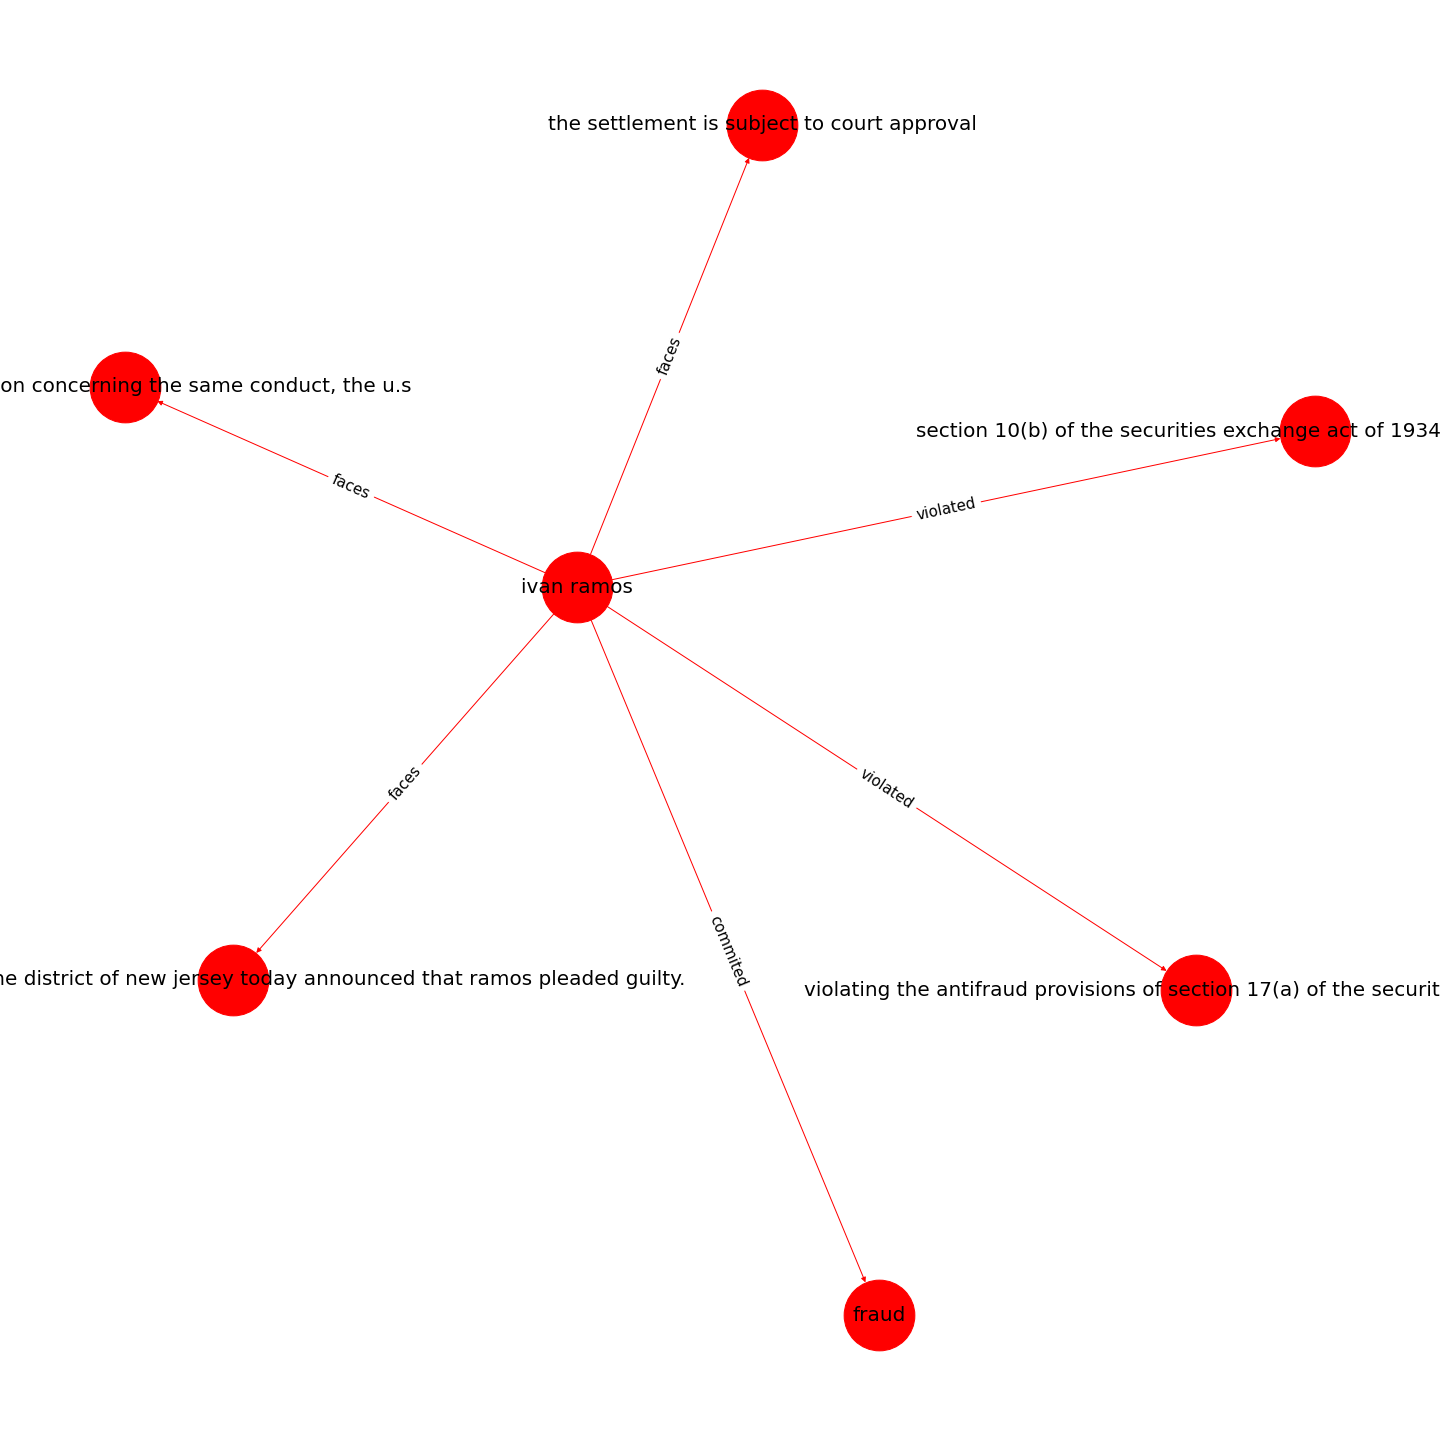 the settlement is subject to court approval
faces
on concerning the same conduct, the u.s
section 10(b) of the securities exchange act of 1934
faces
violated
ivan ramos
faces
violated
commited
district of new jersey today announced that ramos pleaded guilty.
violating the antifraud provisions of section 17(a) of the
fraud